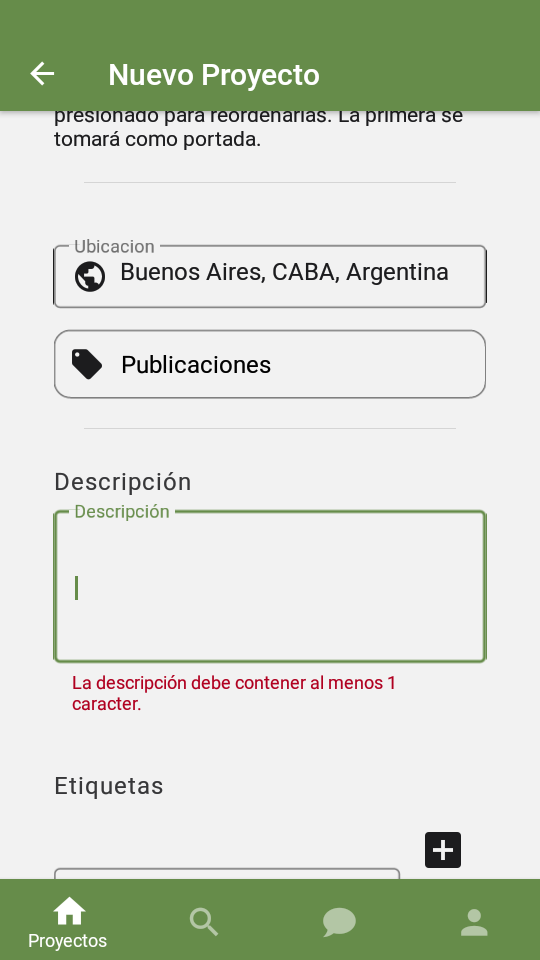 Nuevo Proyecto
presionado para reordenarlas. La primera se
tomará como portada.
Ubicacion
Buenos Aires, CABA, Argentina
Publicaciones
Descripción
Descripción
La descripción debe contener al menos 1
caracter.
Etiquetas
Proyectos